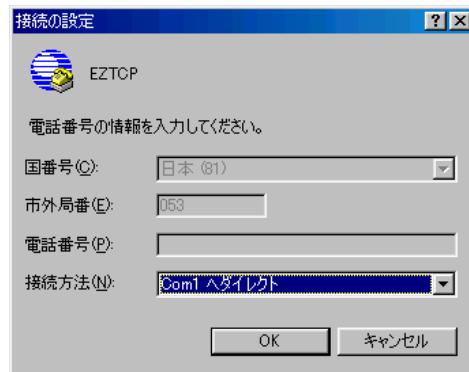 接続の設定
EZTCP
電話番号の情報を入力してください。
国番号(C): 日本 (81)
市外局番(E): 053
電話番号(P):
接続方法(N): Com1 へダイレクト
OK キャンセル